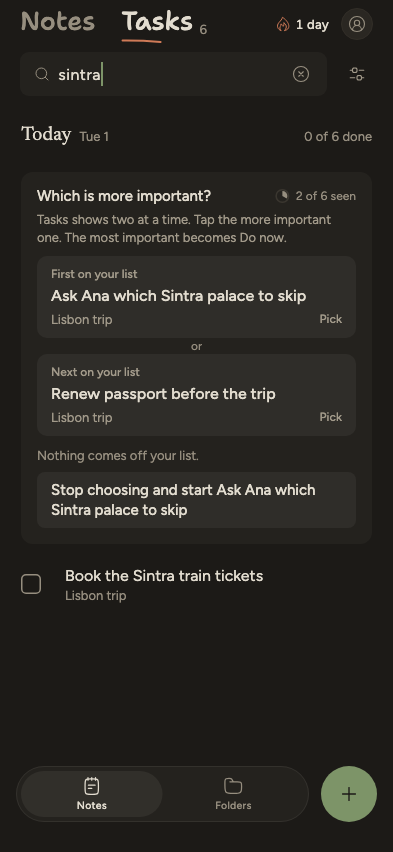 Notes Tasks 6 1 day
sintra
Today Tue 1 0 of 6 done
Which is more important? 2 of 6 seen
Tasks shows two at a time. Tap the more important
one. The most important becomes Do now.
First on your list
Ask Ana which Sintra palace to skip
Lisbon trip Pick
or
Next on your list
Renew passport before the trip
Lisbon trip Pick
Nothing comes off your list.
Stop choosing and start Ask Ana which
Sintra palace to skip
Book the Sintra train tickets
Lisbon trip
Notes Folders